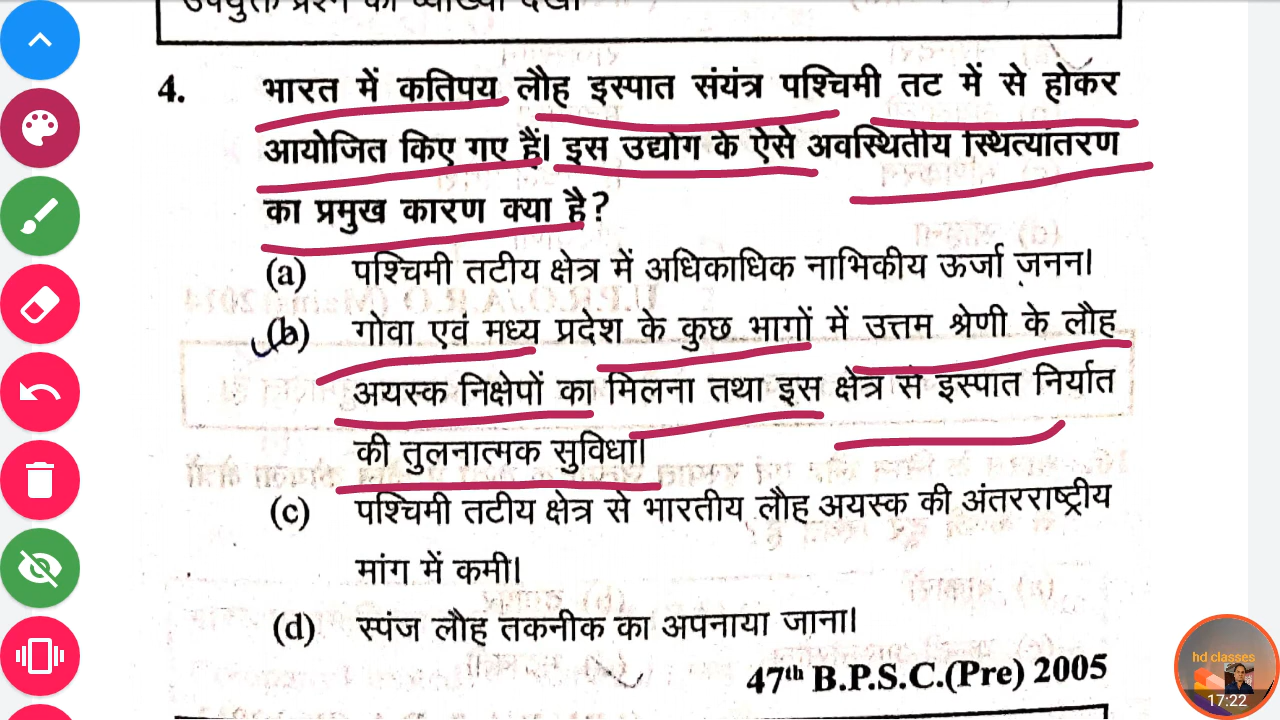 उपर्युक्त प्रश्न की व्याख्या देखें।
4. भारत में कतिपय लौह इस्पात संयंत्र पश्चिमी तट में से होकर
आयोजित किए गए हैं। इस उद्योग के ऐसे अवस्थितीय स्थित्यांतरण
का प्रमुख कारण क्या है?
(a) पश्चिमी तटीय क्षेत्र में अधिकाधिक नाभिकीय ऊर्जा जनन।
(b) गोवा एवं मध्य प्रदेश के कुछ भागों में उत्तम श्रेणी के लौह
अयस्क निक्षेपों का मिलना तथा इस क्षेत्र से इस्पात निर्यात
की तुलनात्मक सुविधा।
(c) पश्चिमी तटीय क्षेत्र से भारतीय लौह अयस्क की अंतरराष्ट्रीय
मांग में कमी।
(d) स्पंज लौह तकनीक का अपनाया जाना।
47th B.P.S.C.(Pre) 2005
hd classes
17:22